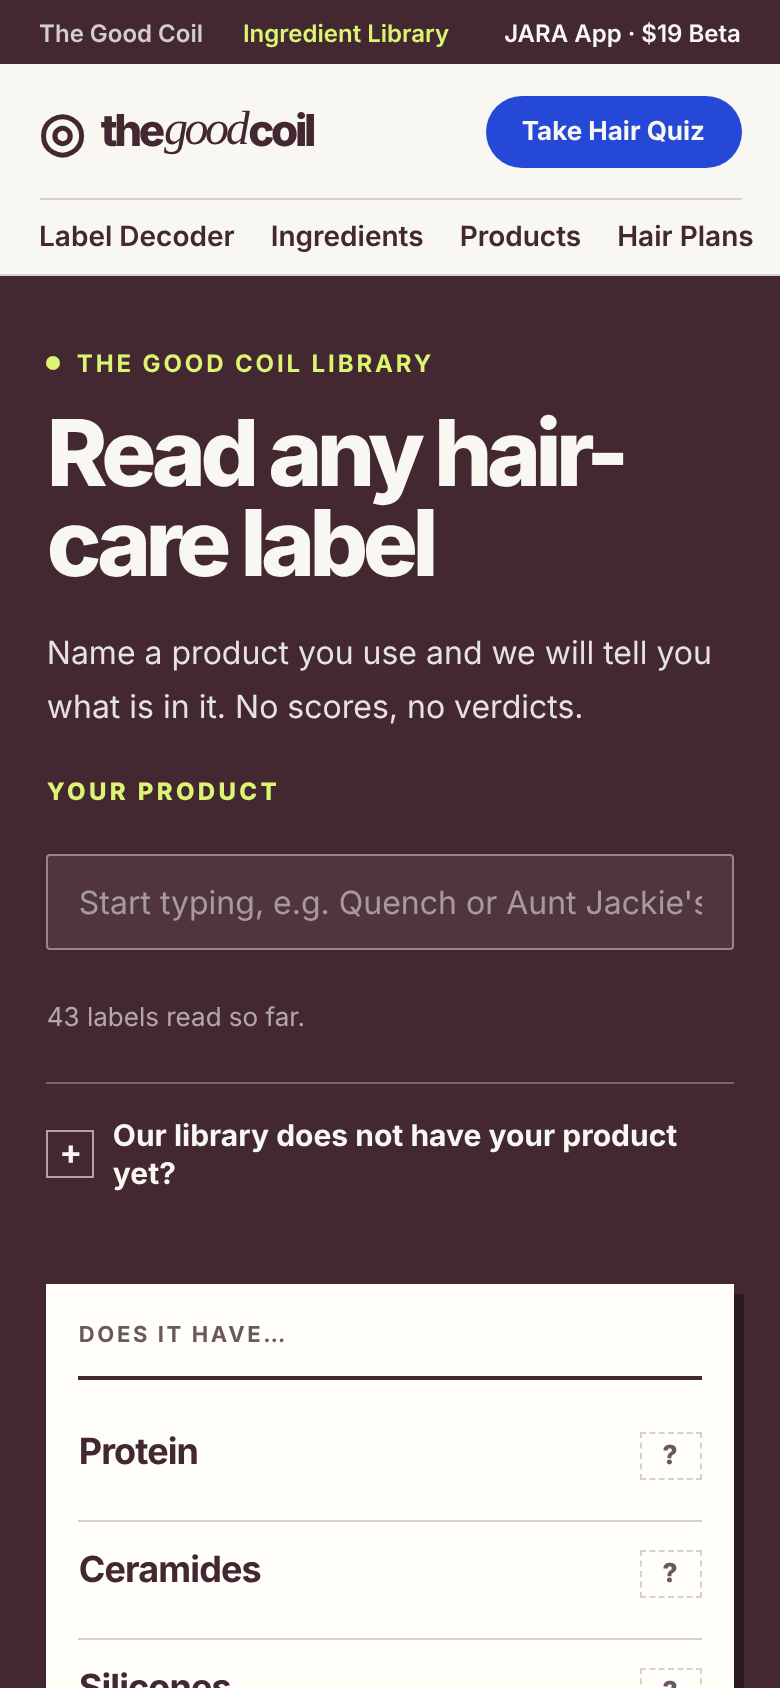 The Good Coil Ingredient Library JARA App · $19 Beta
thegoodcoil Take Hair Quiz
Label Decoder Ingredients Products Hair Plans
THE GOOD COIL LIBRARY
Read any hair-
care label
Name a product you use and we will tell you
what is in it. No scores, no verdicts.
YOUR PRODUCT
Start typing, e.g. Quench or Aunt Jackie's
43 labels read so far.
+ Our library does not have your product
yet?
DOES IT HAVE...
Protein ?
Ceramides ?
Silicones ?